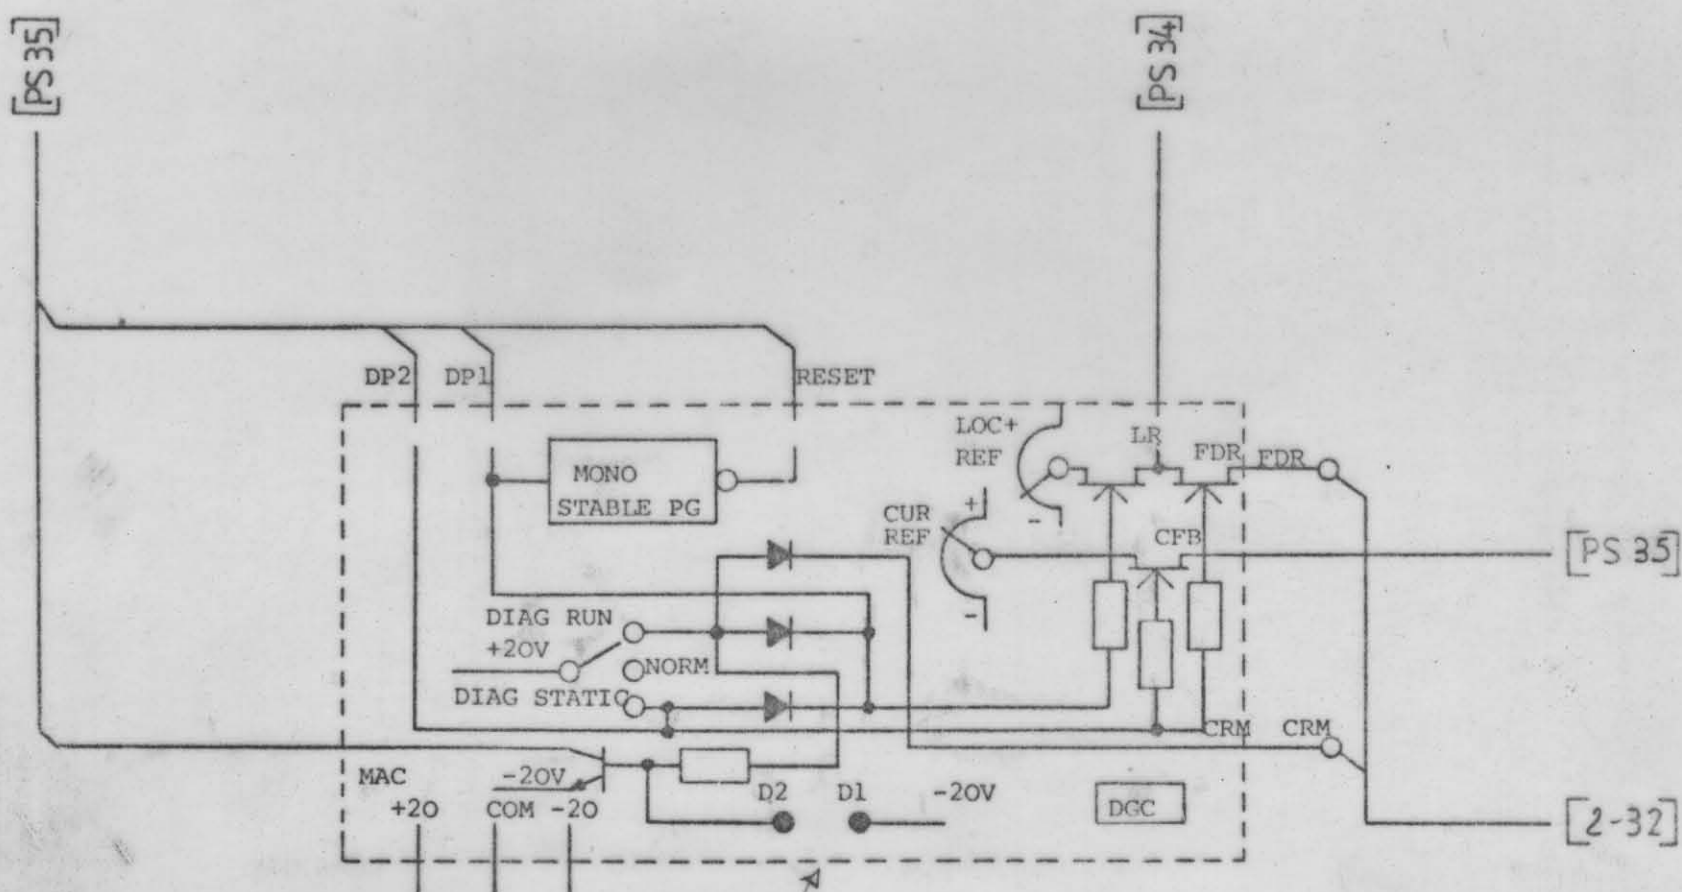 [PS 35]
[PS 34]
DP2 DP1 RESET
LOC+
REF
LR
FDR FDR
MONO
STABLE PG
CUR
REF
+
-
CFB
[PS 35]
-
DIAG RUN
+20V
NORM
DIAG STATIC
CRM CRM
MAC
-20V
+20 COM -20
D2 D1 -20V
DGC
[2-32]